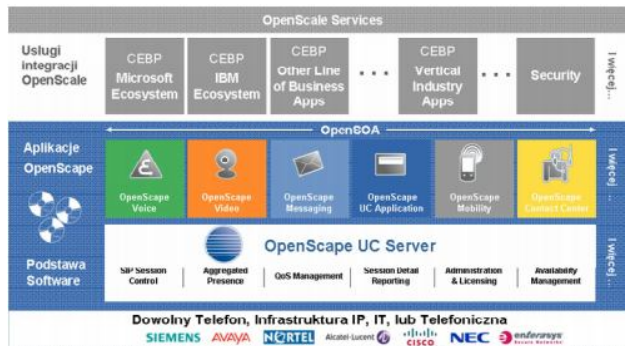 OpenScale Services
Usługi
integracji
OpenScale
CEBP
Microsoft
Ecosystem
CEBP
IBM
Ecosystem
CEBP
Other Line
of Business
Apps
CEBP
Vertical
Industry
Apps
Security
I więcej...
OpenSOA
Aplikacje
OpenScape
OpenScape
Voice
OpenScape
Video
OpenScape
Messaging
OpenScape
UC Application
OpenScape
Mobility
OpenScape
Contact Center
I więcej ...
Podstawa
Software
OpenScape UC Server
SIP Session
Control
Aggregated
Presence
QoS Management
Session Detail
Reporting
Administration
& Licensing
Availability
Management
I więcej...
Dowolny Telefon, Infrastruktura IP, IT, lub Telefoniczna
SIEMENS AVAYA NORTEL Alcatel-Lucent CISCO NEC enterasys
Secure Networks